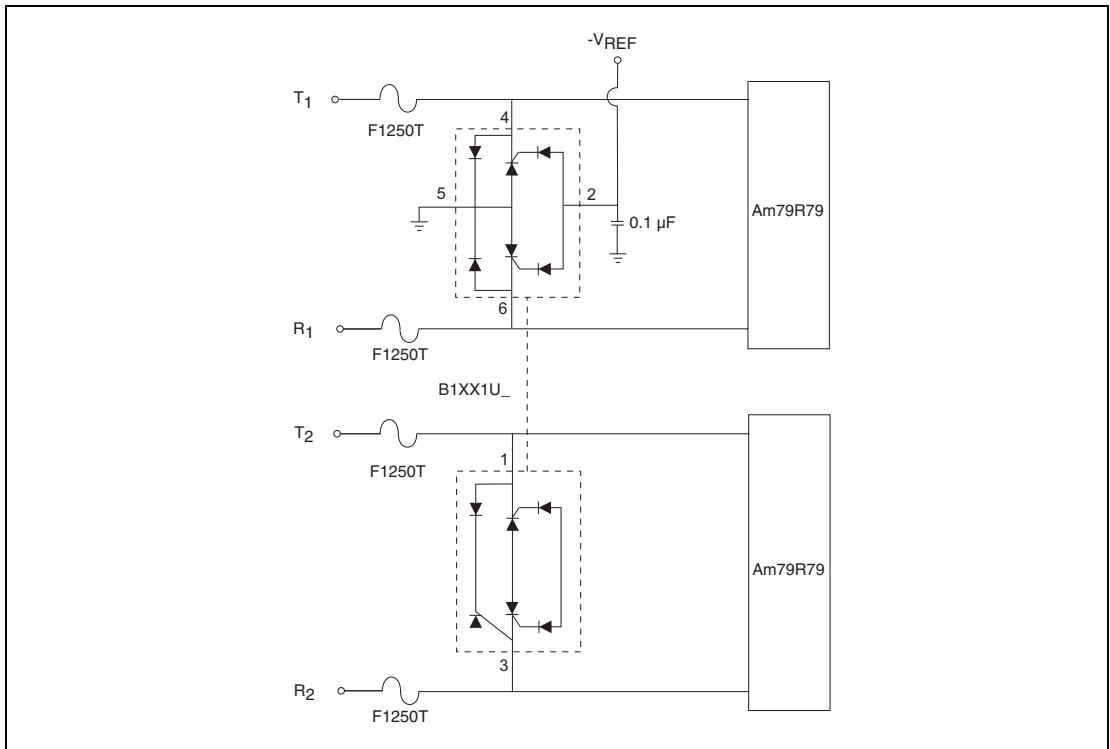 -VREF
T1
F1250T
4
5
2
Am79R79
0.1 µF
6
R1
F1250T
B1XX1U_
T2
F1250T
1
Am79R79
3
R2
F1250T